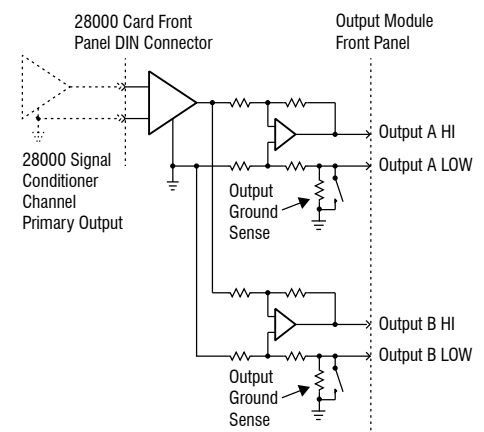 28000 Card Front
Panel DIN Connector
Output Module
Front Panel
28000 Signal
Conditioner
Channel
Primary Output
Output A HI
Output A LOW
Output
Ground
Sense
Output B HI
Output B LOW
Output
Ground
Sense